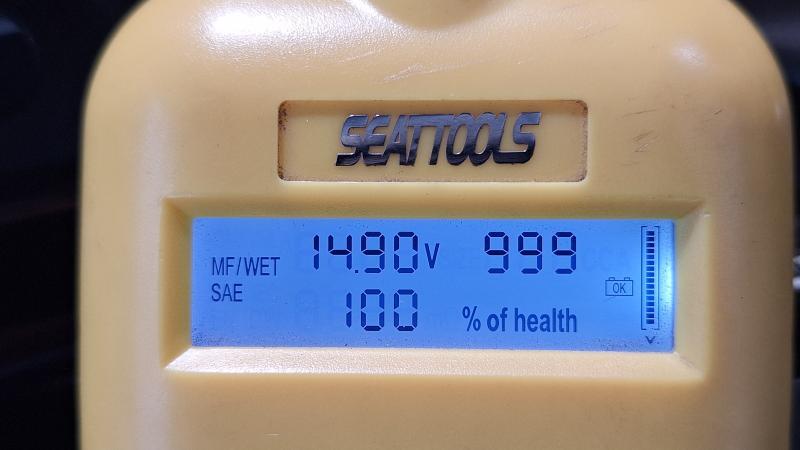 SEATTOOLS
MF/WET 14.90V 999
SAE 100 % of health
OK